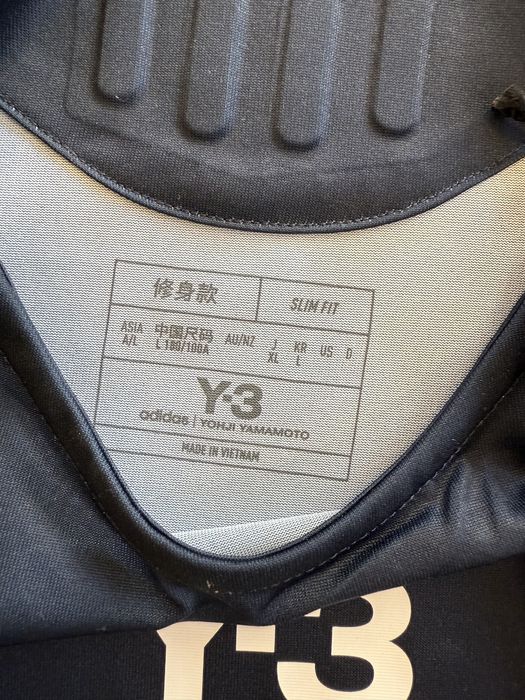 修身款 SLIM FIT
ASIA 中国尺码 AU/NZ J KR US D
A/L L 180/100A XL L
Y-3
adidas | YOHJI YAMAMOTO
MADE IN VIETNAM
Y-3